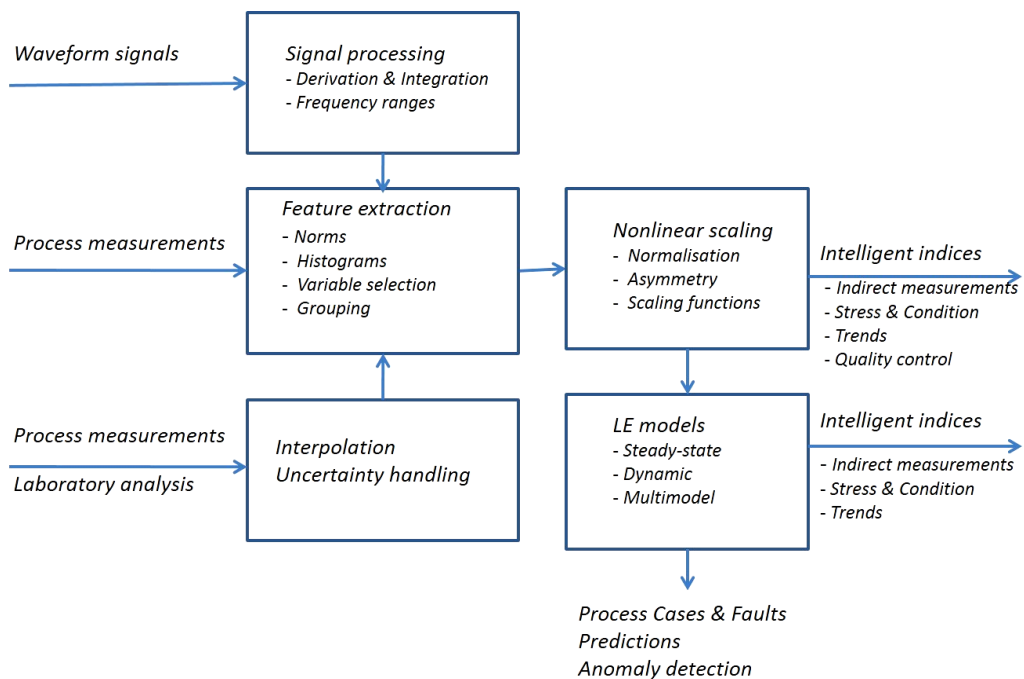 Waveform signals
Signal processing
- Derivation & Integration
- Frequency ranges
Process measurements
Feature extraction
- Norms
- Histograms
- Variable selection
- Grouping
Nonlinear scaling
- Normalisation
- Asymmetry
- Scaling functions
Intelligent indices
- Indirect measurements
- Stress & Condition
- Trends
- Quality control
Process measurements
Laboratory analysis
Interpolation
Uncertainty handling
LE models
- Steady-state
- Dynamic
- Multimodel
Intelligent indices
- Indirect measurements
- Stress & Condition
- Trends
Process Cases & Faults
Predictions
Anomaly detection